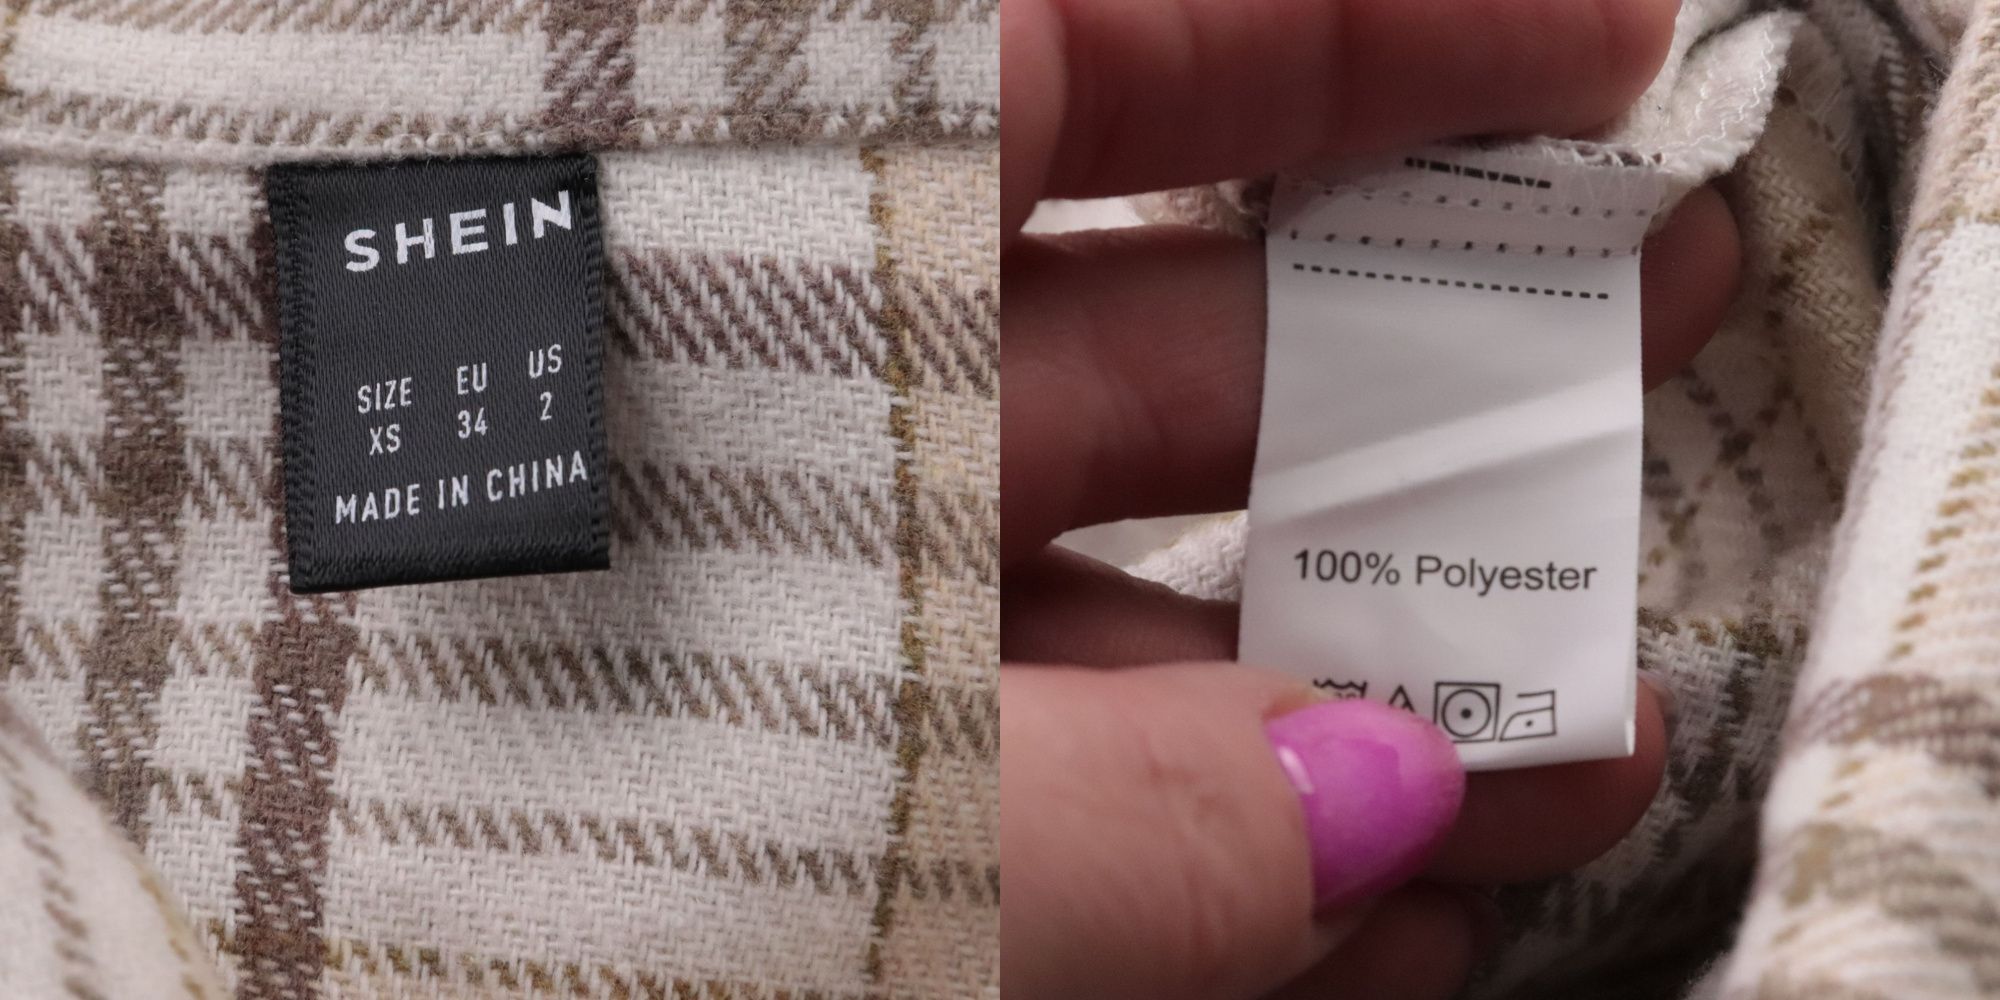 SHEIN
SIZE EU US
XS 34 2
MADE IN CHINA
100% Polyester